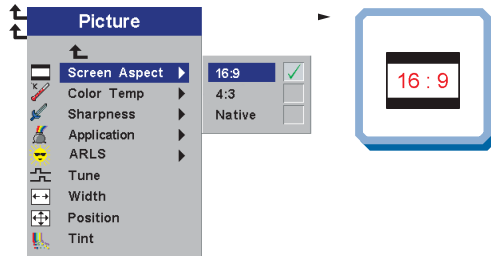 Picture
Screen Aspect
Color Temp
Sharpness
Application
ARLS
Tune
Width
Position
Tint
16:9
4:3
Native
16 : 9